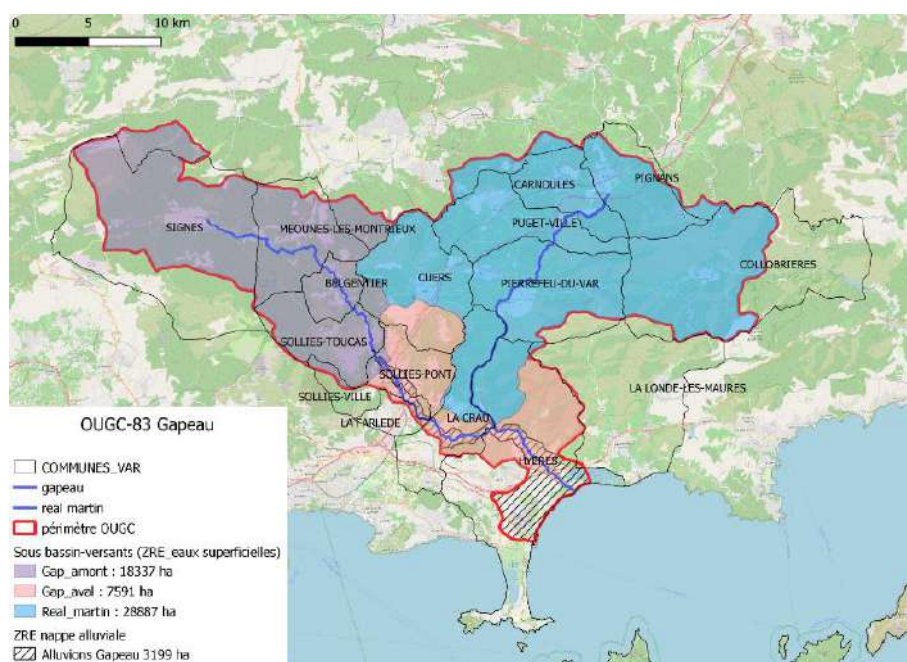 0 5 10 km
CARNOULES
PIGNANS
SIGNES
MEOUNES-LES-MONTRIEUX
PUGET-VILLE
CUERS
COLLOBRIERES
BELGENTIER
PIERREFEU-DU-VAR
SOLLIES-TOUCAS
SOLLIES-PONT
LA LONDE-LES-MAURES
SOLLIES-VILLE
LA CRAU
LA FARLEDE
HYERES
OUGC-83 Gapeau
COMMUNES_VAR
gapeau
real martin
périmètre OUGC
Sous bassin-versants (ZRE_eaux superficielles)
Gap_amont : 18337 ha
Gap_aval : 7591 ha
Real_martin : 28887 ha
ZRE nappe alluviale
Alluvions Gapeau 3199 ha